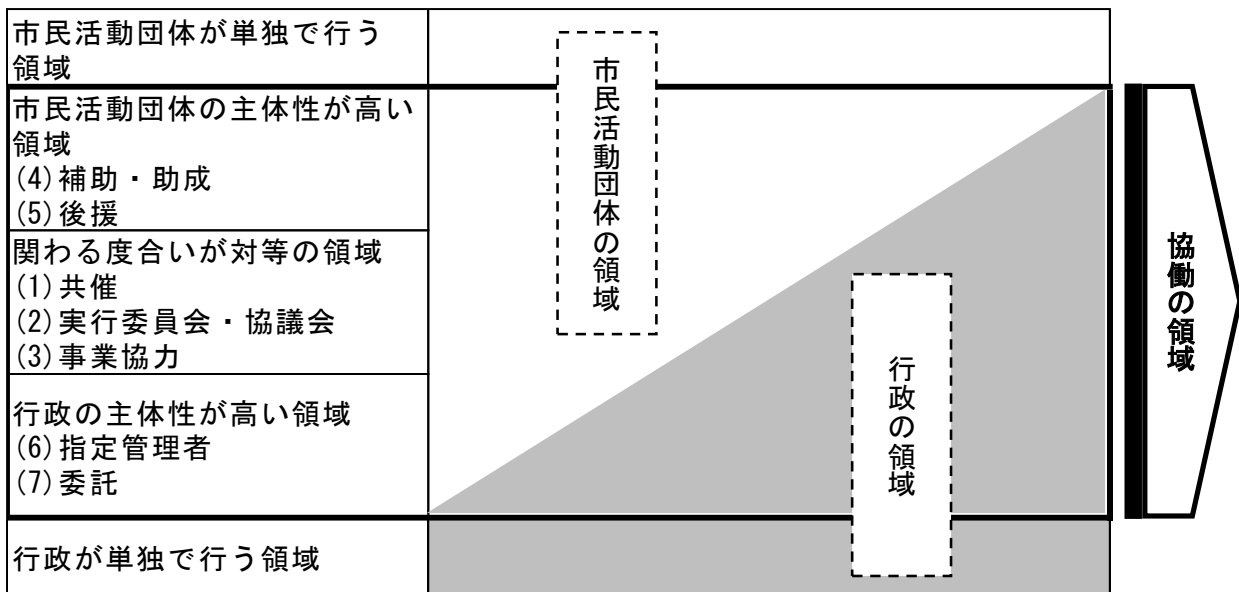 市民活動団体が単独で行う
領域
市民活動団体の主体性が高い
領域
(4)補助・助成
(5)後援
関わる度合いが対等の領域
(1)共催
(2)実行委員会・協議会
(3)事業協力
行政の主体性が高い領域
(6)指定管理者
(7)委託
行政が単独で行う領域
市民活動団体の領域
行政の領域
協働の領域